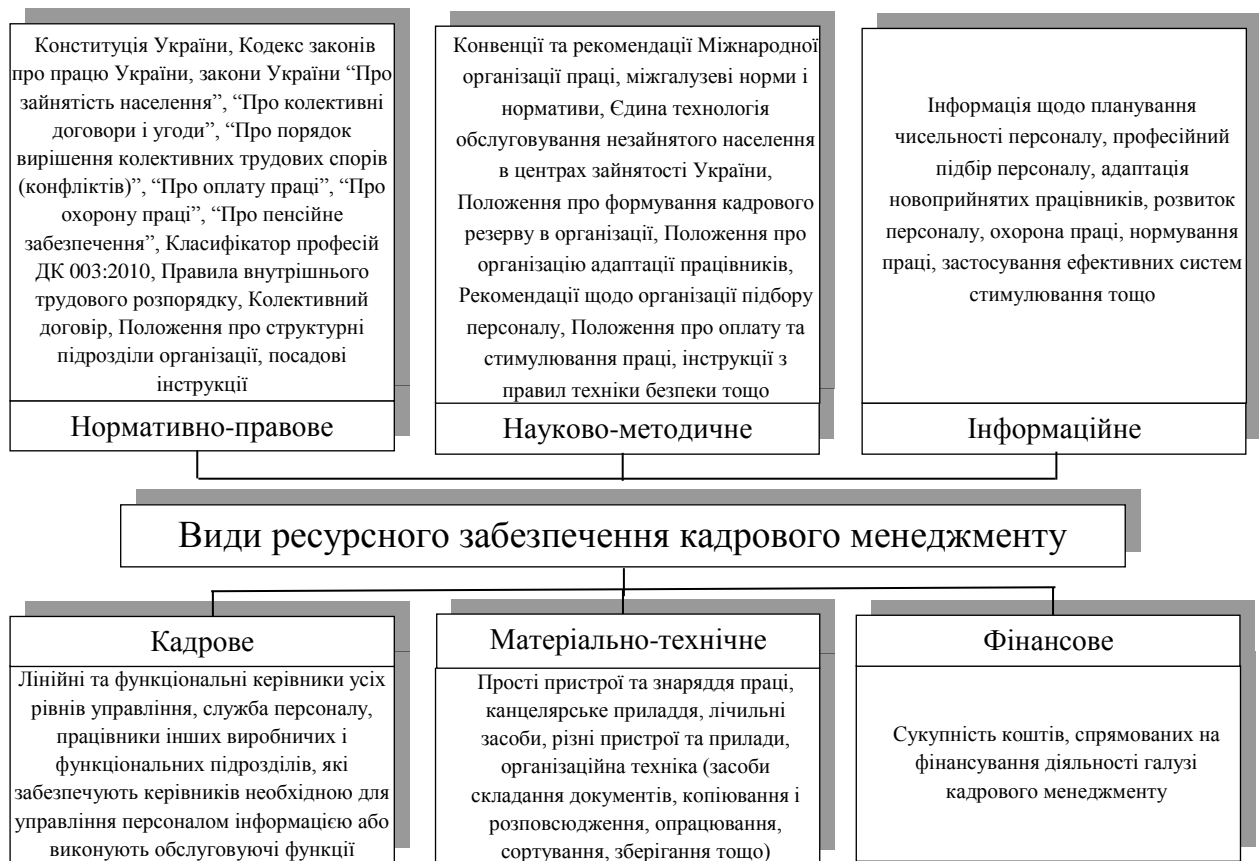 Конституція України, Кодекс законів
про працю України, закони України “Про
зайнятість населення”, “Про колективні
договори і угоди”, “Про порядок
вирішення колективних трудових спорів
(конфліктів)”, “Про оплату праці”, “Про
охорону праці”, “Про пенсійне
забезпечення”, Класифікатор професій
ДК 003:2010, Правила внутрішнього
трудового розпорядку, Колективний
договір, Положення про структурні
підрозділи організації, посадові
інструкції
Нормативно-правове
Конвенції та рекомендації Міжнародної
організації праці, міжгалузеві норми і
нормативи, Єдина технологія
обслуговування незайнятого населення
в центрах зайнятості України,
Положення про формування кадрового
резерву в організації, Положення про
організацію адаптації працівників,
Рекомендації щодо організації підбору
персоналу, Положення про оплату та
стимулювання праці, інструкції з
правил техніки безпеки тощо
Науково-методичне
Інформація щодо планування
чисельності персоналу, професійний
підбір персоналу, адаптація
новоприйнятих працівників, розвиток
персоналу, охорона праці, нормування
праці, застосування ефективних систем
стимулювання тощо
Інформаційне
Види ресурсного забезпечення кадрового менеджменту
Кадрове
Лінійні та функціональні керівники усіх
рівнів управління, служба персоналу,
працівники інших виробничих і
функціональних підрозділів, які
забезпечують керівників необхідною для
управління персоналом інформацією або
виконують обслуговуючі функції
Матеріально-технічне
Прості пристрої та знаряддя праці,
канцелярське приладдя, лічильні
засоби, різні пристрої та прилади,
організаційна техніка (засоби
складання документів, копіювання і
розповсюдження, опрацювання,
сортування, зберігання тощо)
Фінансове
Сукупність коштів, спрямованих на
фінансування діяльності галузі
кадрового менеджменту